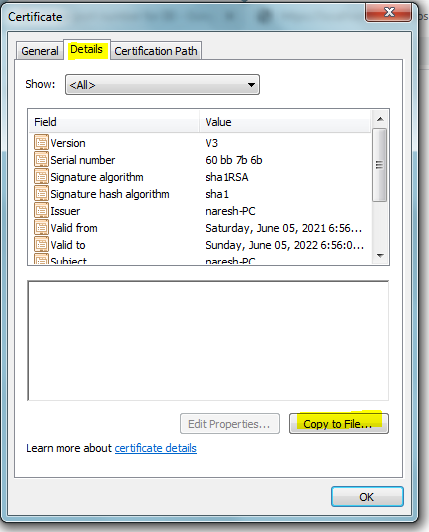 Certificate
General Details Certification Path
Show: <All>
Field Value
Version V3
Serial number 60 bb 7b 6b
Signature algorithm sha1RSA
Signature hash algorithm sha1
Issuer naresh-PC
Valid from Saturday, June 05, 2021 6:56...
Valid to Sunday, June 05, 2022 6:56:0...
Subject naresh-PC
Edit Properties... Copy to File...
Learn more about certificate details
OK